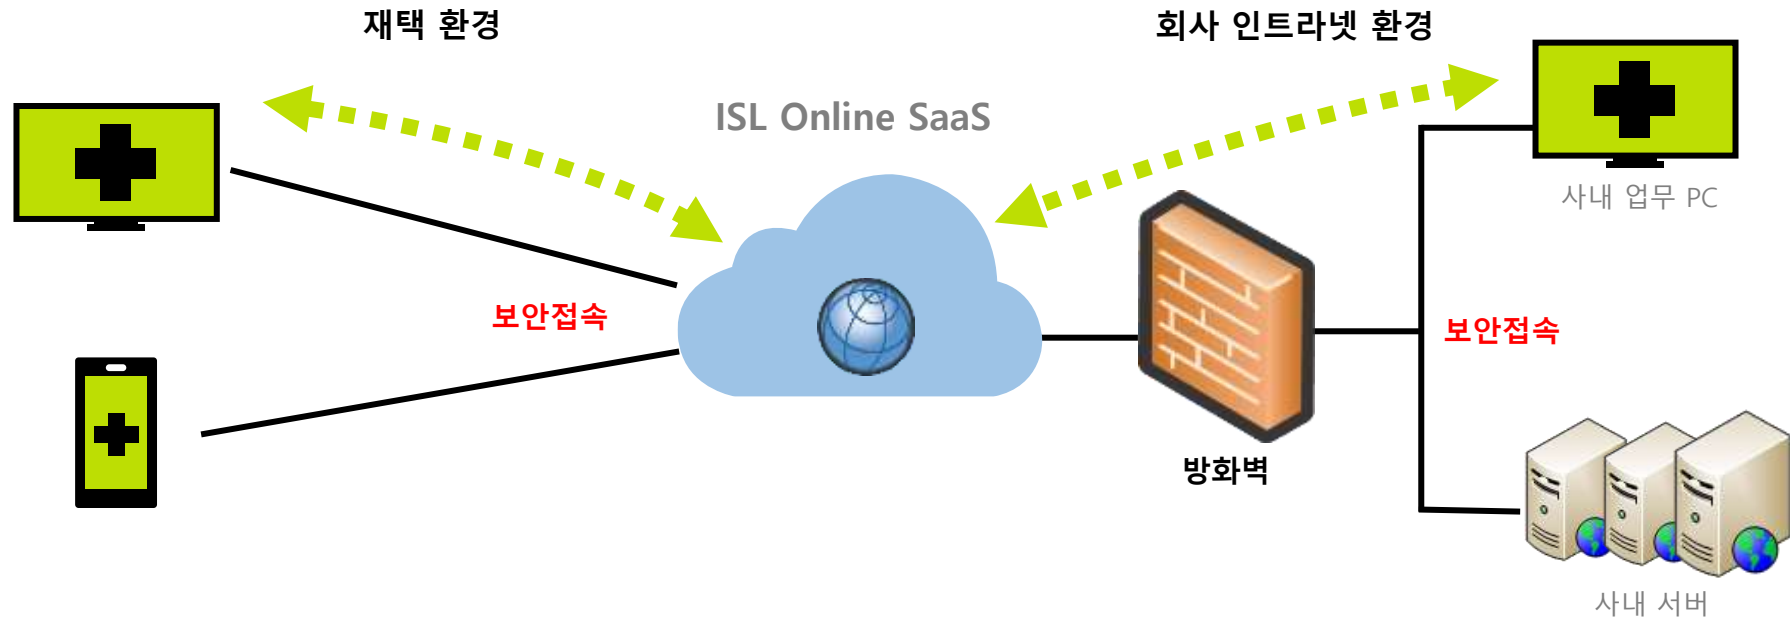 재택 환경
회사 인트라넷 환경
ISL Online SaaS
사내 업무 PC
보안접속
보안접속
방화벽
사내 서버